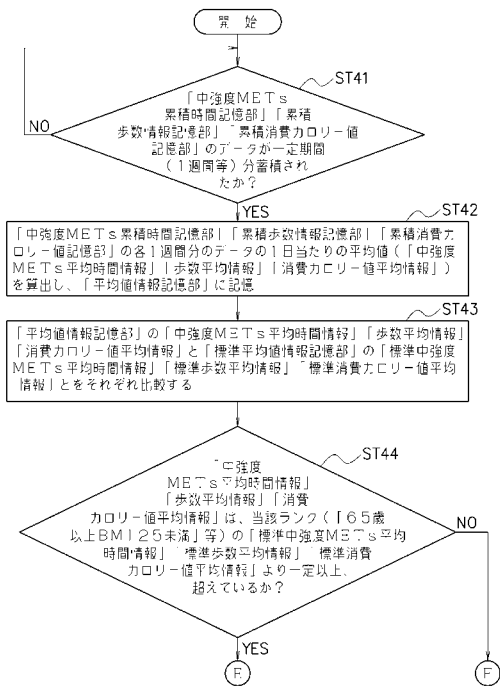 開 始
ST41
「中強度METs
累積時間記憶部」「累積
歩数情報記憶部」「累積消費カロリー値
記憶部」のデータが一定期間
(1週間等)分蓄積され
たか?
NO
YES
ST42
「中強度METs累積時間記憶部」「累積歩数情報記憶部」「累積消費カ
ロリー値記憶部」の各1週間分のデータの1日当たりの平均値(「中強度
METs平均時間情報」「歩数平均情報」「消費カロリー値平均情報」)
を算出し、「平均値情報記憶部」に記憶
ST43
「平均値情報記憶部」の「中強度METs平均時間情報」「歩数平均情報」
「消費カロリー値平均情報」と「標準平均値情報記憶部」の「標準中強度
METs平均時間情報」「標準歩数平均情報」「標準消費カロリー値平均
情報」とをそれぞれ比較する
ST44
「中強度
METs平均時間情報」
「歩数平均情報」「消費
カロリー値平均情報」は、当該ランク(「65歳
以上BMI25未満」等)の「標準中強度METs平均
時間情報」「標準歩数平均情報」「標準消費
カロリー値平均情報」より一定以上、
超えているか?
NO
YES
E
F